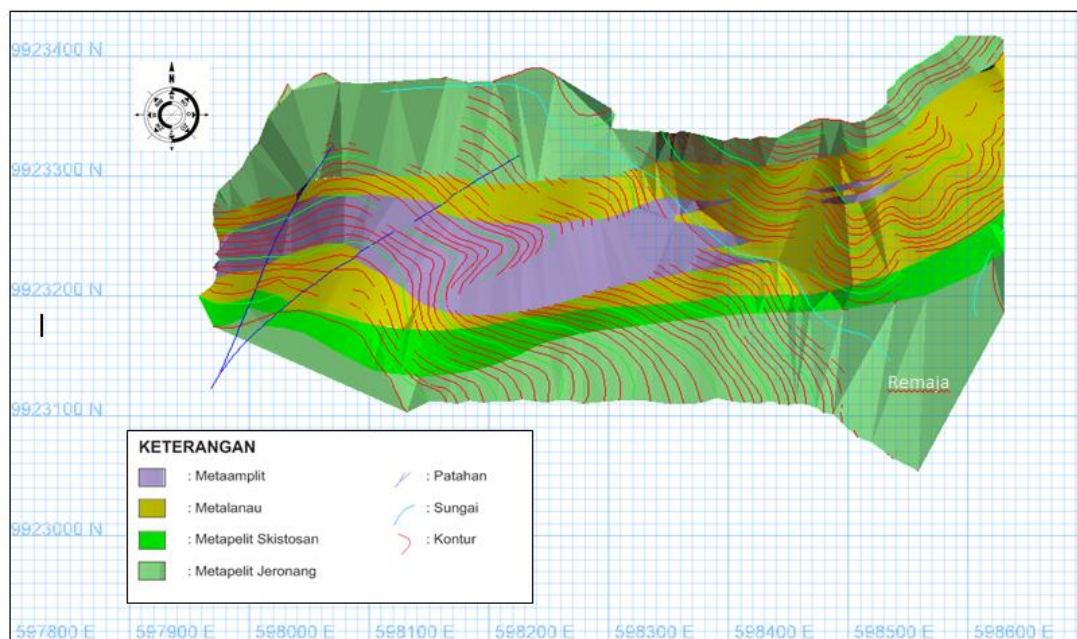 9923400 N
N
9923300 N
9923200 N
Remaja
9923100 N
KETERANGAN
: Metaamplit
: Patahan
: Metalanau
: Sungai
9923000 N
: Metapelit Skistosan
: Kontur
: Metapelit Jeronang
597800 E
597900 E
598000 E
598100 E
598200 E
598300 E
598400 E
598500 E
598600 E